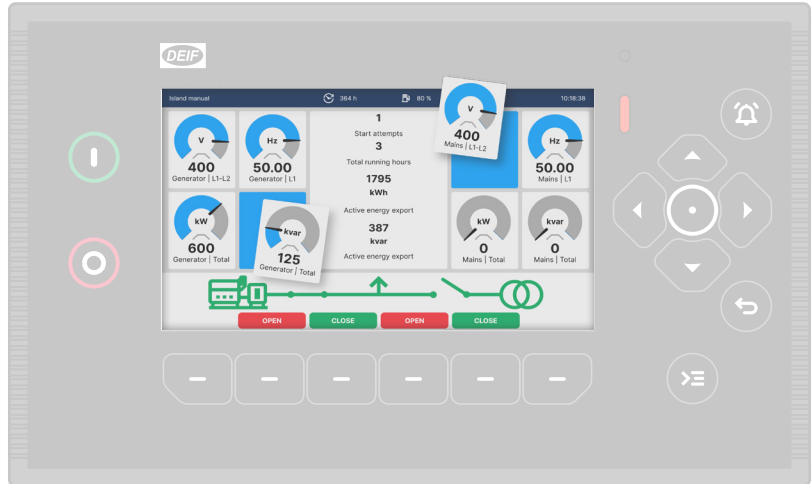 DEIF
Island manual
364 h
80 %
10:18:38
V
400
Generator | L1-L2
Hz
50.00
Generator | L1
1
Start attempts
3
Total running hours
1795
kWh
Active energy export
387
kvar
Active energy export
V
400
Mains | L1-L2
Hz
50.00
Mains | L1
kW
600
Generator | Total
kvar
125
Generator | Total
kW
0
Mains | Total
kvar
0
Mains | Total
OPEN
CLOSE
OPEN
CLOSE